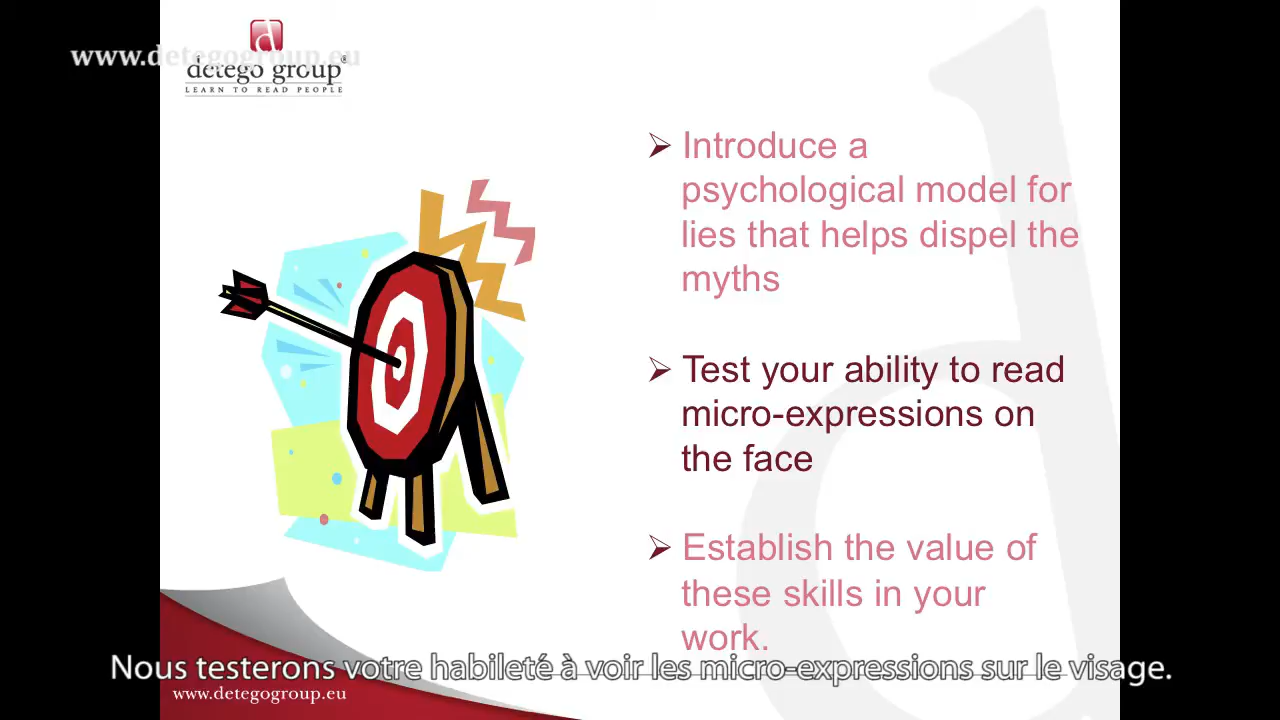 www.detegogroup.eu
detego group®
LEARN TO READ PEOPLE
Introduce a
psychological model for
lies that helps dispel the
myths
Test your ability to read
micro-expressions on
the face
Establish the value of
these skills in your
work.
Nous testerons votre habileté à voir les micro-expressions sur le visage.
www.detegogroup.eu